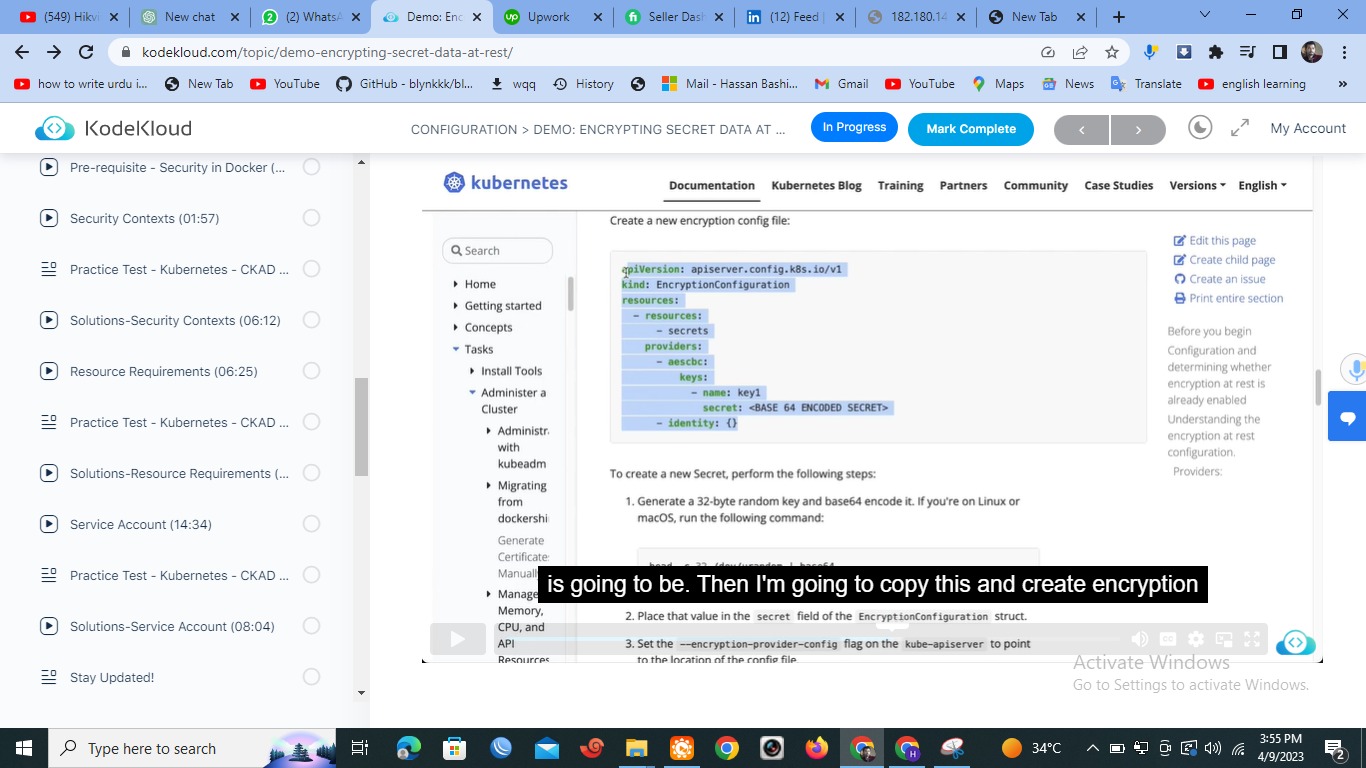 (549) Hikvi
New chat
(2) WhatsA
Demo: Enc
Upwork
Seller Dash
(12) Feed |
182.180.14
New Tab
kodekloud.com/topic/demo-encrypting-secret-data-at-rest/
how to write urdu i...
New Tab
YouTube
GitHub - blynkkk/bl...
wqq
History
Mail - Hassan Bashi...
Gmail
YouTube
Maps
News
Translate
english learning
»
KodeKloud
CONFIGURATION > DEMO: ENCRYPTING SECRET DATA AT ...
In Progress
Mark Complete
My Account
Pre-requisite - Security in Docker (...
Security Contexts (01:57)
Practice Test - Kubernetes - CKAD ...
Solutions-Security Contexts (06:12)
Resource Requirements (06:25)
Practice Test - Kubernetes - CKAD ...
Solutions-Resource Requirements (...
Service Account (14:34)
Practice Test - Kubernetes - CKAD ...
Solutions-Service Account (08:04)
Stay Updated!
kubernetes
Documentation
Kubernetes Blog
Training
Partners
Community
Case Studies
Versions
English
Search
Home
Getting started
Concepts
Tasks
Install Tools
Administer a
Cluster
Administra
with
kubeadm
Migrating
from
dockershi
Generate
Certificate
Manually
Manage
Memory,
CPU, and
API
Resources
Create a new encryption config file:
apiVersion: apiserver.config.k8s.io/v1
kind: EncryptionConfiguration
resources:
- resources:
- secrets
providers:
- aescbc:
keys:
- name: key1
secret: <BASE 64 ENCODED SECRET>
- identity: {}
To create a new Secret, perform the following steps:
1. Generate a 32-byte random key and base64 encode it. If you're on Linux or
macOS, run the following command:
is going to be. Then I'm going to copy this and create encryption
2. Place that value in the secret field of the EncryptionConfiguration struct.
3. Set the --encryption-provider-config flag on the kube-apiserver to point
to the location of the config file.
Edit this page
Create child page
Create an issue
Print entire section
Before you begin
Configuration and
determining whether
encryption at rest is
already enabled
Understanding the
encryption at rest
configuration.
Providers:
CC
Activate Windows
Go to Settings to activate Windows.
Type here to search
34°C
3:55 PM
4/9/2023
2